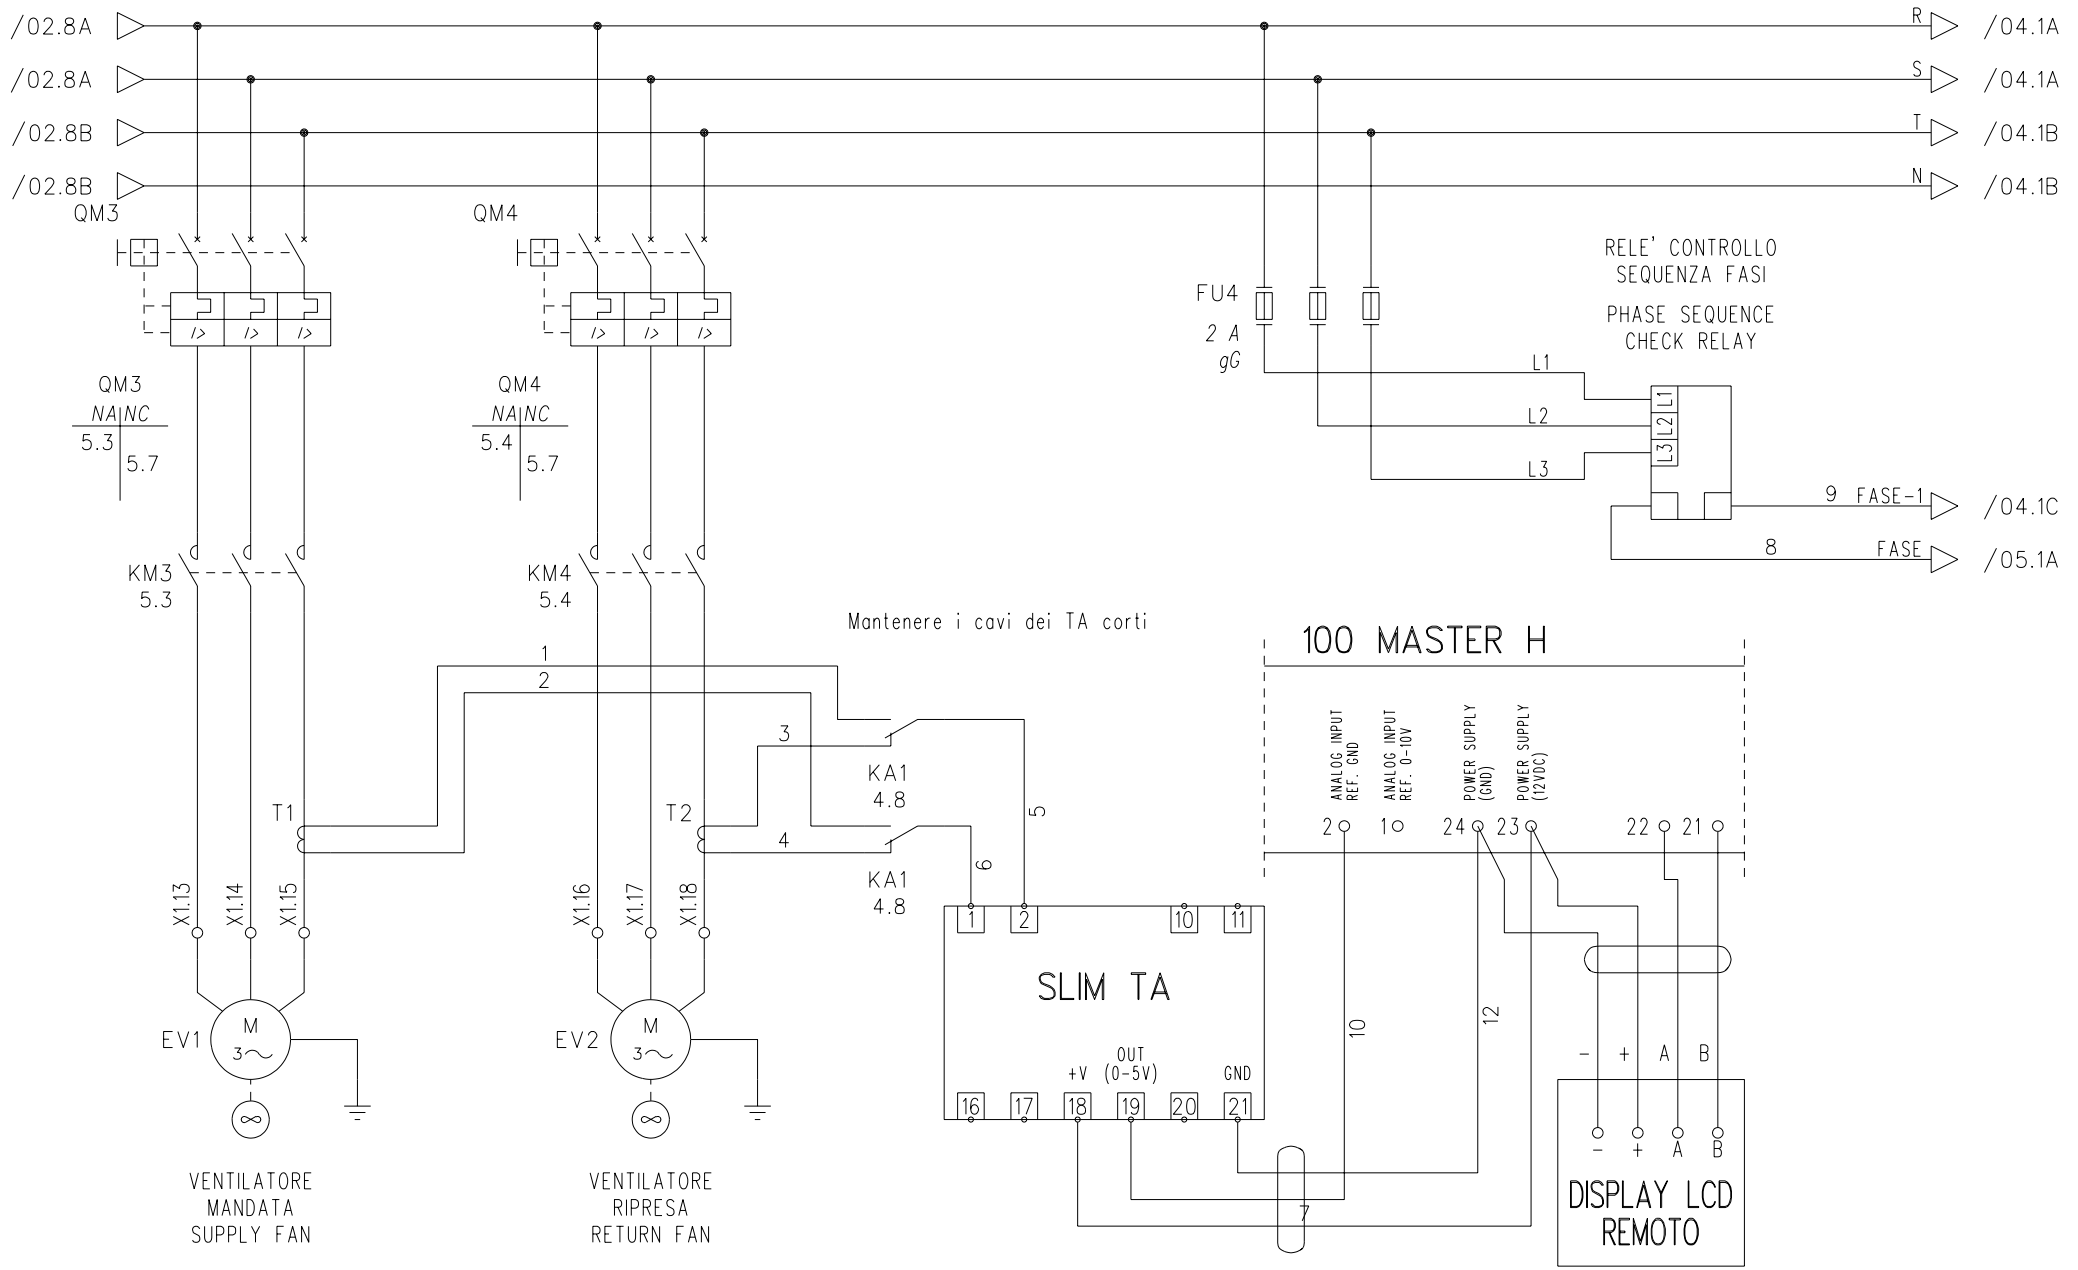 /02.8A
R
/04.1A
/02.8A
S
/04.1A
/02.8B
T
/04.1B
/02.8B
N
/04.1B
QM3
QM4
RELE' CONTROLLO
SEQUENZA FASI
PHASE SEQUENCE
CHECK RELAY
FU4
2 A
gG
I>
I>
I>
I>
I>
I>
L1
L2
L3
L1
L2
L3
QM3
NA NC
5.3
5.7
QM4
NA NC
5.4
5.7
9 FASE-1
/04.1C
8 FASE
/05.1A
KM3
5.3
KM4
5.4
Mantenere i cavi dei TA corti
1
2
3
4
5
6
KA1
4.8
KA1
4.8
T1
T2
100 MASTER H
ANALOG INPUT
REF. GND
ANALOG INPUT
REF. 0-10V
POWER SUPPLY
(GND)
POWER SUPPLY
(12VDC)
2
1
24
23
22
21
X1.13
X1.14
X1.15
X1.16
X1.17
X1.18
1
2
10
11
SLIM TA
+V
OUT
(0-5V)
GND
16
17
18
19
20
21
10
12
7
EV1
M
3
EV2
M
3
- + A B
- + A B
DISPLAY LCD
REMOTO
VENTILATORE
MANDATA
SUPPLY FAN
VENTILATORE
RIPRESA
RETURN FAN